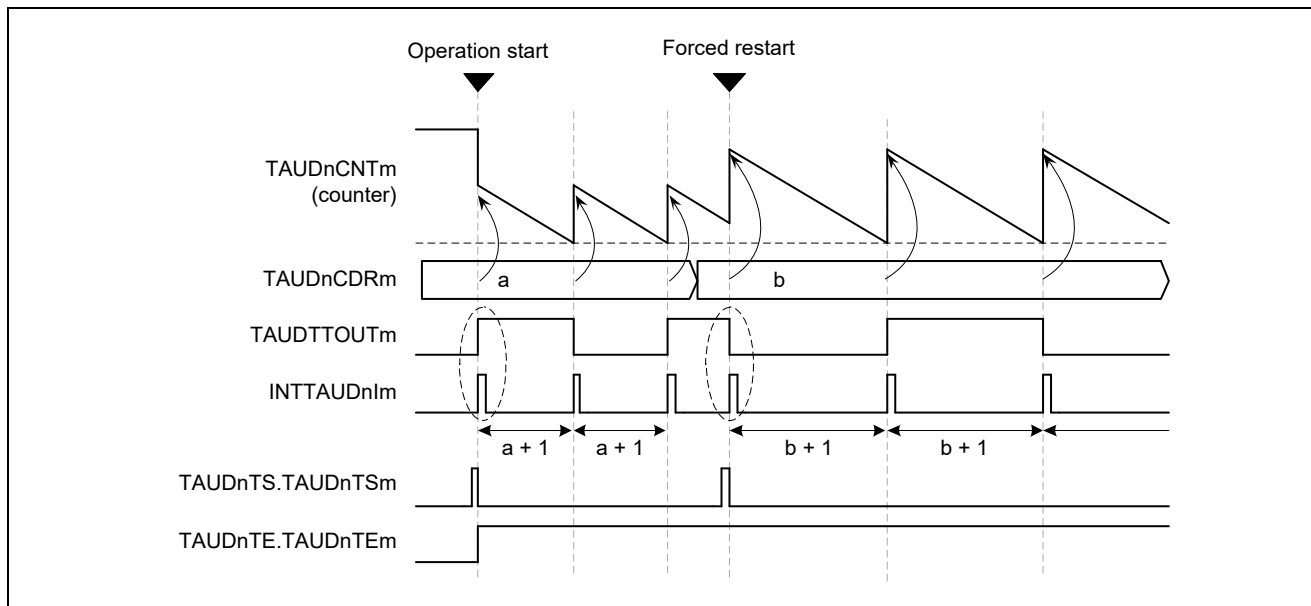 Operation start
Forced restart
TAUDnCNTm
(counter)
TAUDnCDRm
a
b
TAUDTTOUTm
INTTAUDnIm
a + 1
a + 1
b + 1
b + 1
TAUDnTS.TAUDnTSm
TAUDnTE.TAUDnTEm